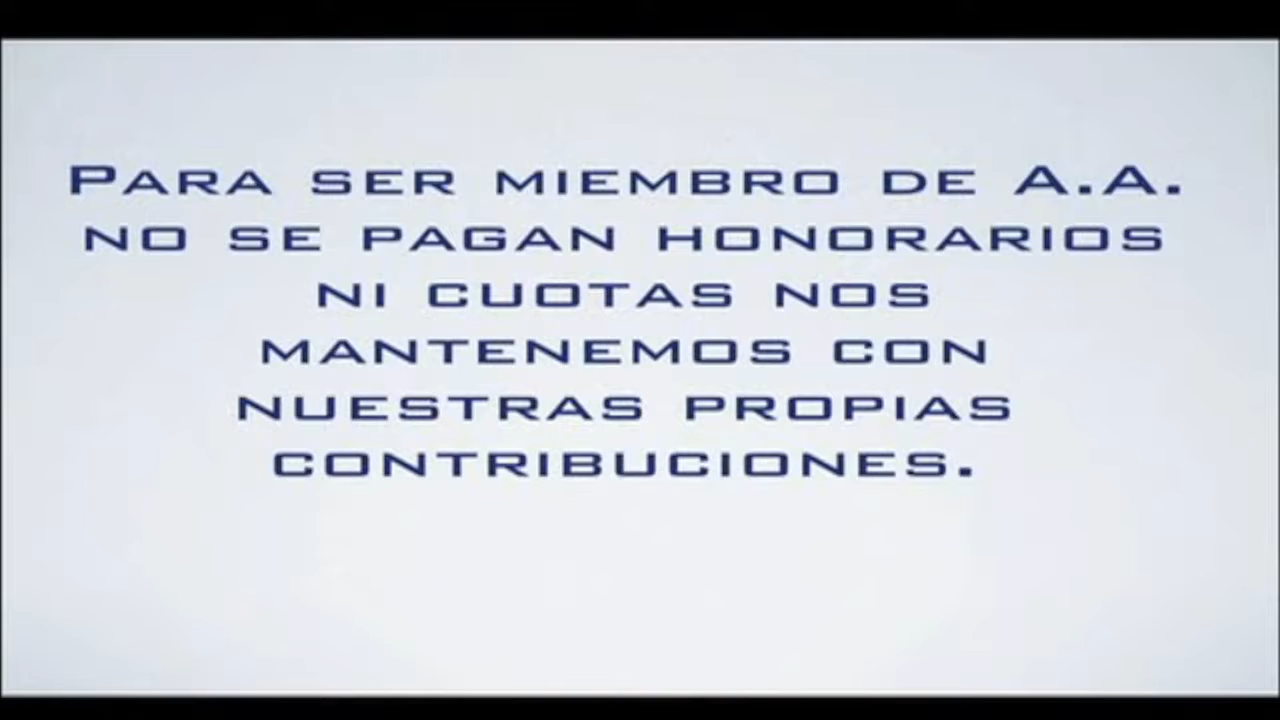 Para ser miembro de A.A.
no se pagan honorarios
ni cuotas nos
mantenemos con
nuestras propias
contribuciones.